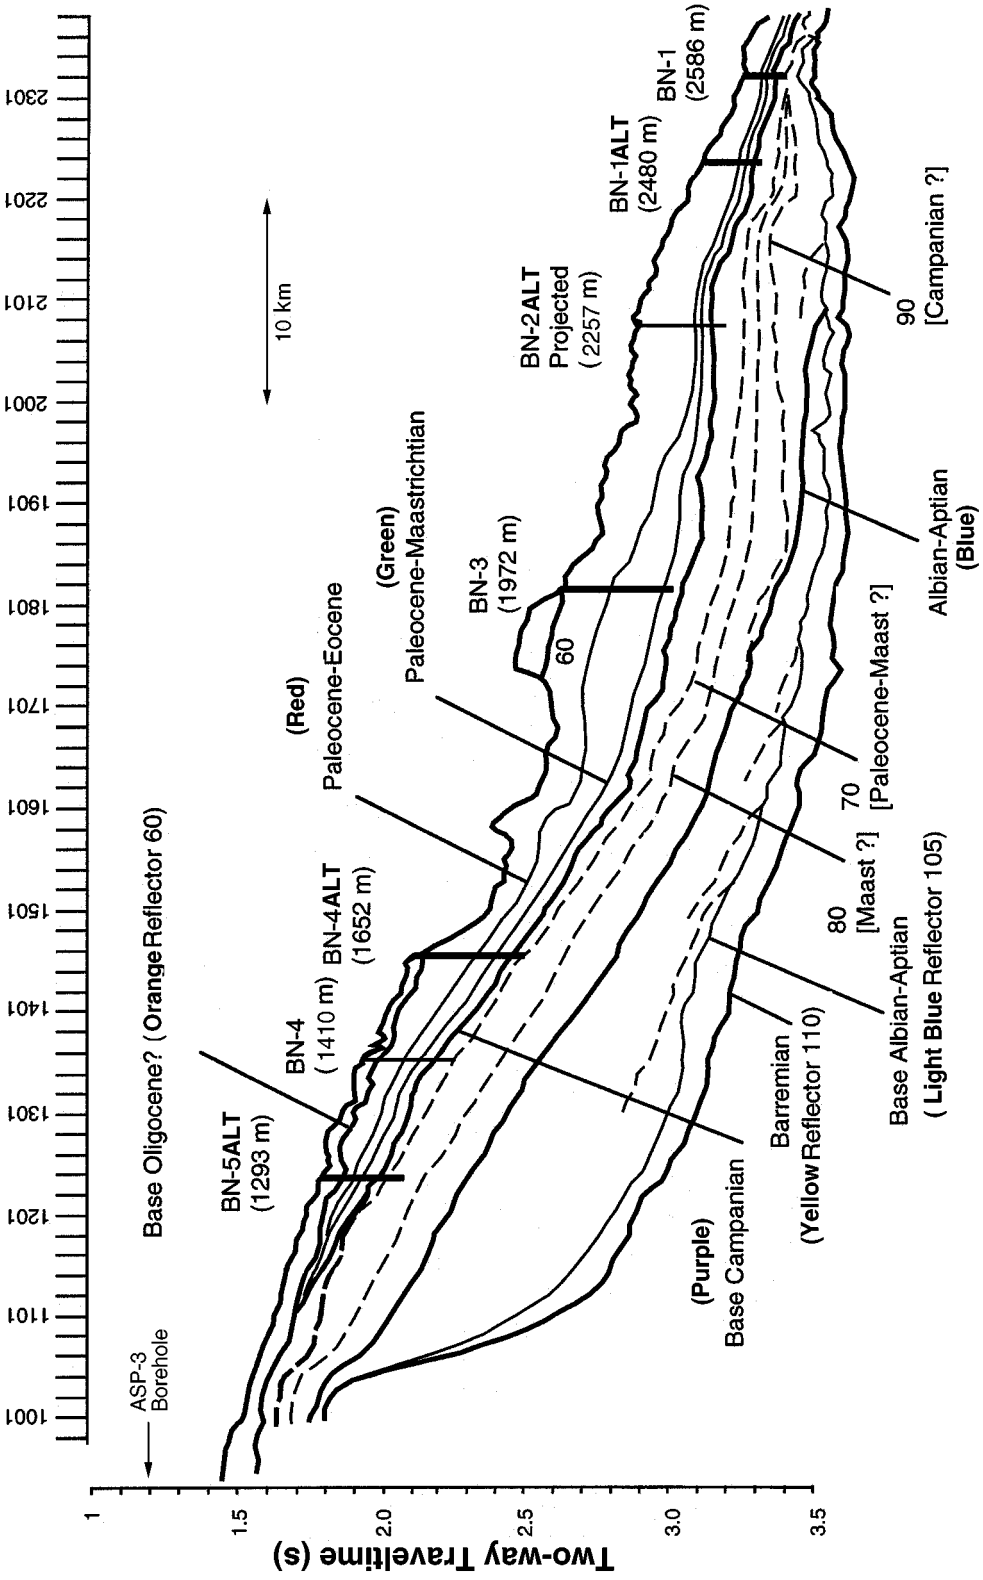 1001
1101
1201
1301
1401
1501
1601
1701
1801
1901
2001
2101
2201
2301
ASP-3
Borehole
Base Oligocene? (Orange Reflector 60)
10 km
BN-5ALT
(1293 m)
BN-4
(1410 m)
BN-4ALT
(1652 m)
(Red)
Paleocene-Eocene
(Green)
Paleocene-Maastrichtian
BN-3
(1972 m)
BN-2ALT
Projected
(2257 m)
BN-1ALT
(2480 m)
BN-1
(2586 m)
60
(Purple)
Base Campanian
Barremian
(Yellow Reflector 110)
Base Albian-Aptian
(Light Blue Reflector 105)
80
[Maast ?]
70
[Paleocene-Maast ?]
Albian-Aptian
(Blue)
90
[Campanian ?]
1
1.5
2.0
2.5
3.0
3.5
Two-way Traveltime (s)